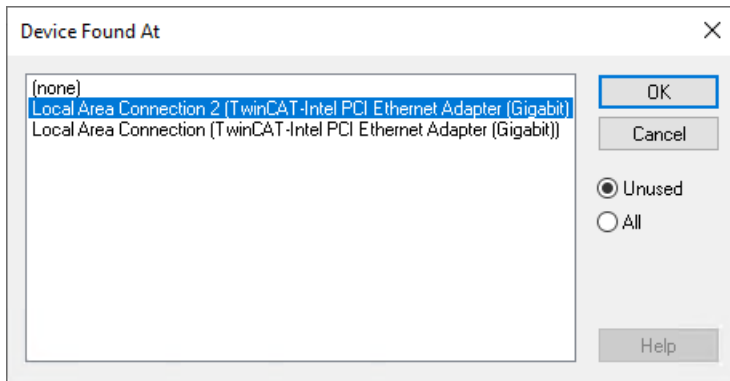 Device Found At
(none)
Local Area Connection 2 (TwinCAT-Intel PCI Ethernet Adapter (Gigabit)
Local Area Connection (TwinCAT-Intel PCI Ethernet Adapter (Gigabit))
OK
Cancel
Unused
All
Help